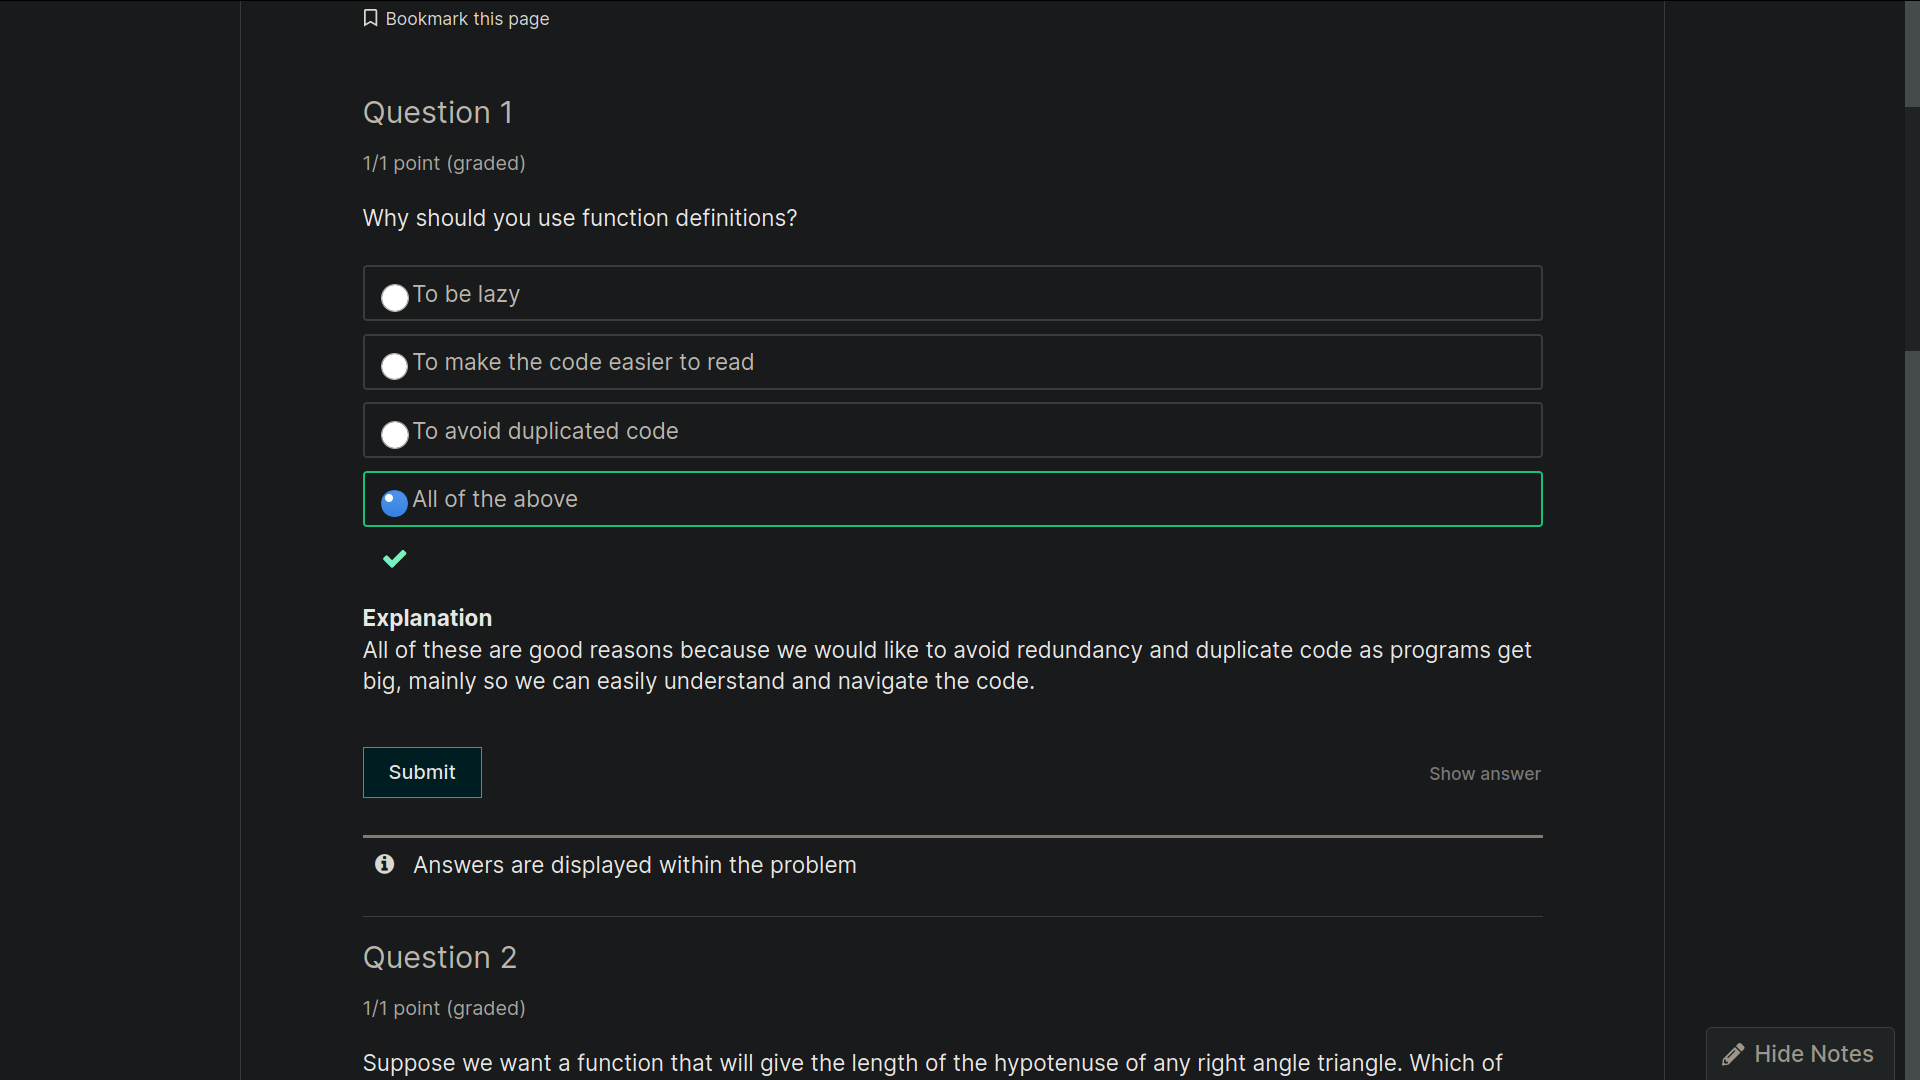 Bookmark this page
Question 1
1/1 point (graded)
Why should you use function definitions?
To be lazy
To make the code easier to read
To avoid duplicated code
All of the above
Explanation
All of these are good reasons because we would like to avoid redundancy and duplicate code as programs get
big, mainly so we can easily understand and navigate the code.
Submit
Show answer
Answers are displayed within the problem
Question 2
1/1 point (graded)
Suppose we want a function that will give the length of the hypotenuse of any right angle triangle. Which of
Hide Notes